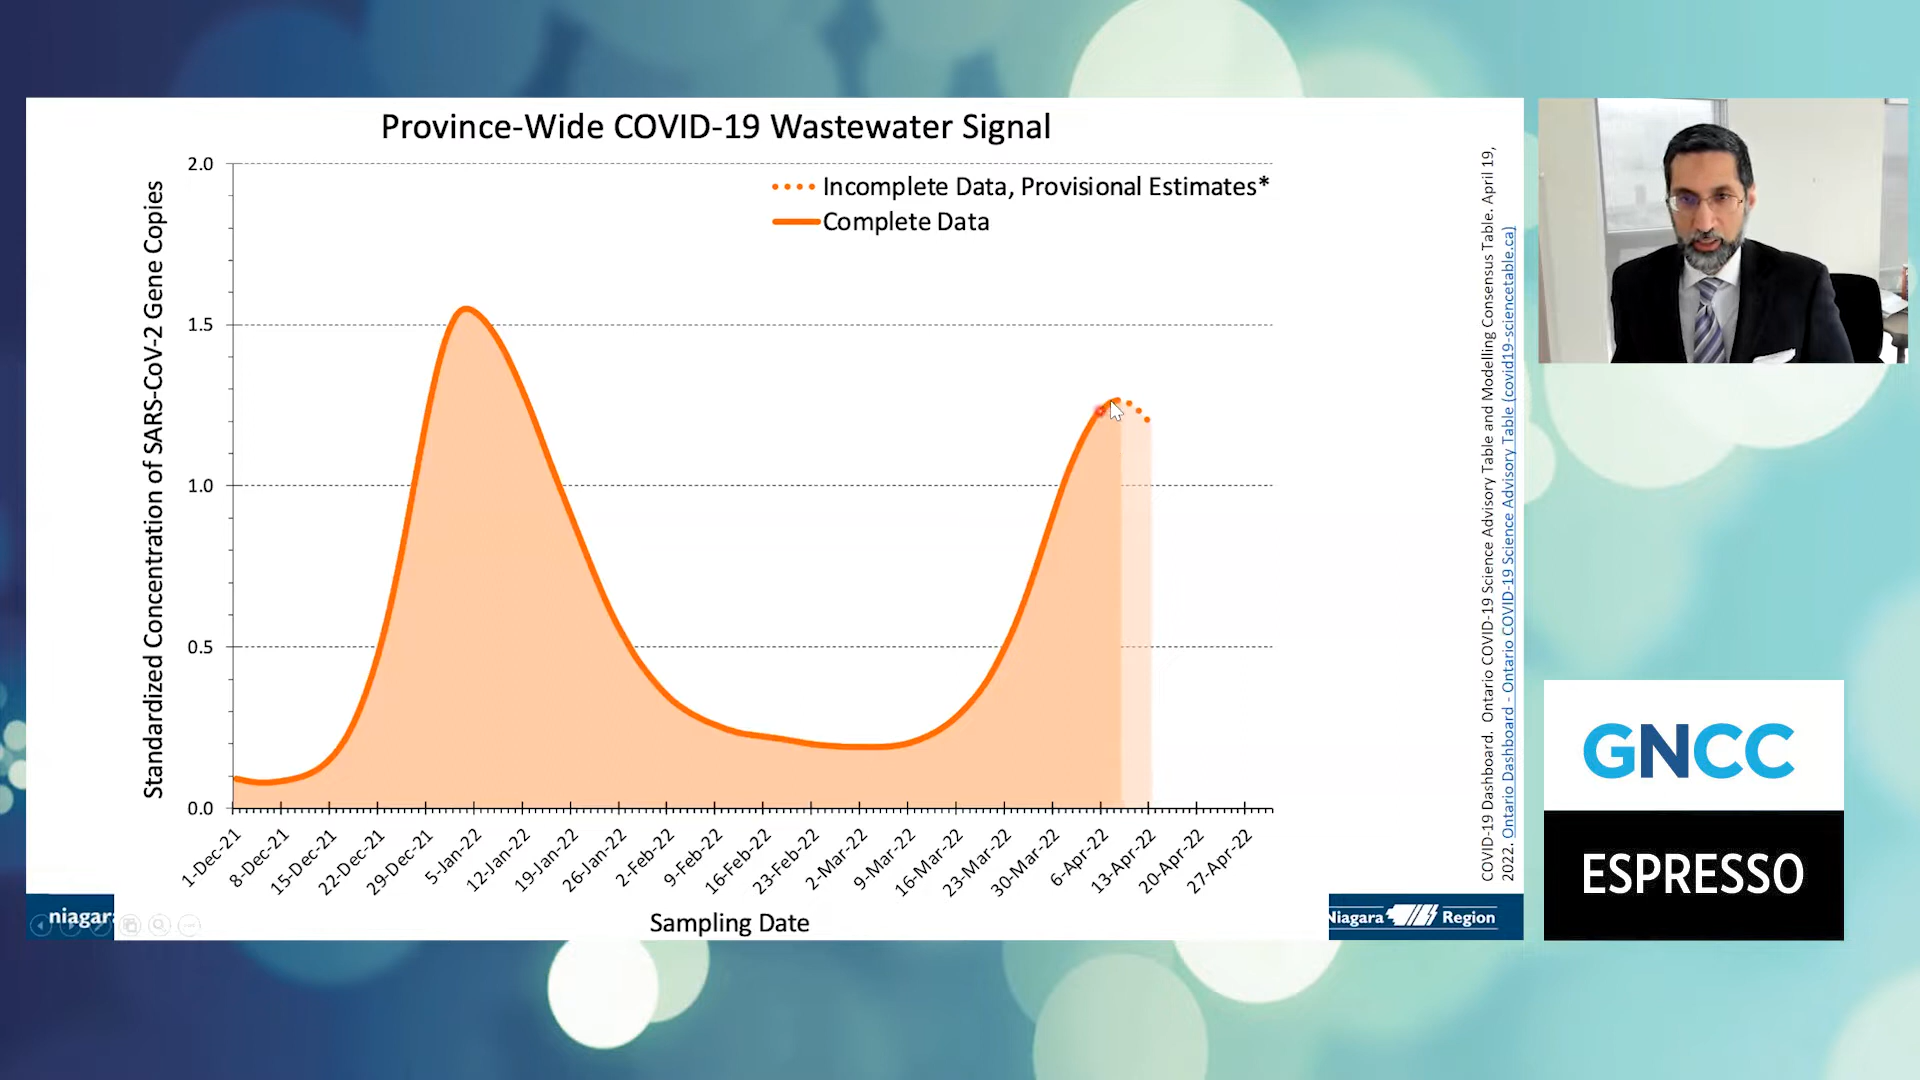 Province-Wide COVID-19 Wastewater Signal
Standardized Concentration of SARS-CoV-2 Gene Copies
2.0
1.5
1.0
0.5
0.0
Incomplete Data, Provisional Estimates*
Complete Data
1-Dec-21
8-Dec-21
15-Dec-21
22-Dec-21
29-Dec-21
5-Jan-22
12-Jan-22
19-Jan-22
26-Jan-22
2-Feb-22
9-Feb-22
16-Feb-22
23-Feb-22
2-Mar-22
9-Mar-22
16-Mar-22
23-Mar-22
30-Mar-22
6-Apr-22
13-Apr-22
20-Apr-22
27-Apr-22
Sampling Date
COVID-19 Dashboard. Ontario COVID-19 Science Advisory Table and Modelling Consensus Table. April 19,
2022. Ontario Dashboard - Ontario COVID-19 Science Advisory Table (covid19-sciencetable.ca)
niagar
Niagara Region
GNCC
ESPRESSO